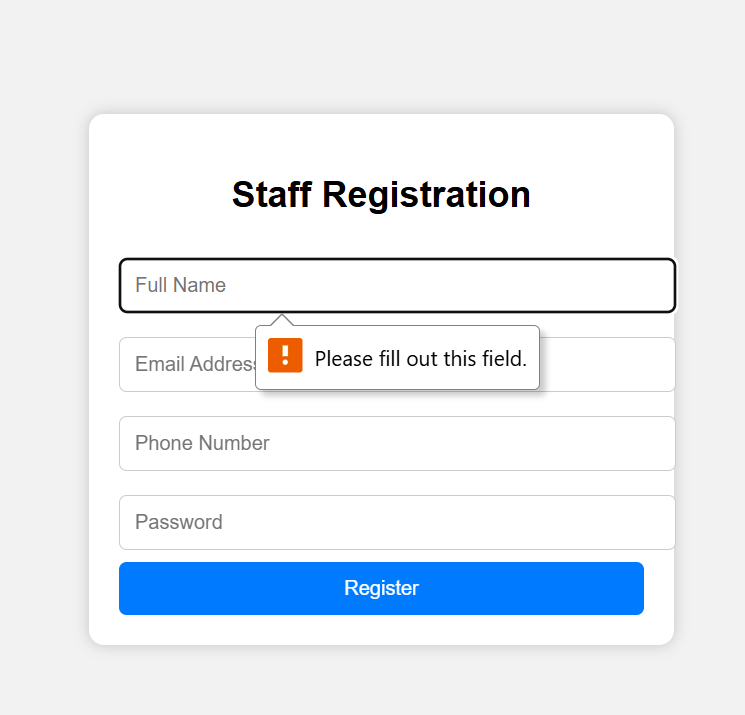 Staff Registration
Full Name
Please fill out this field.
Email Address
Phone Number
Password
Register